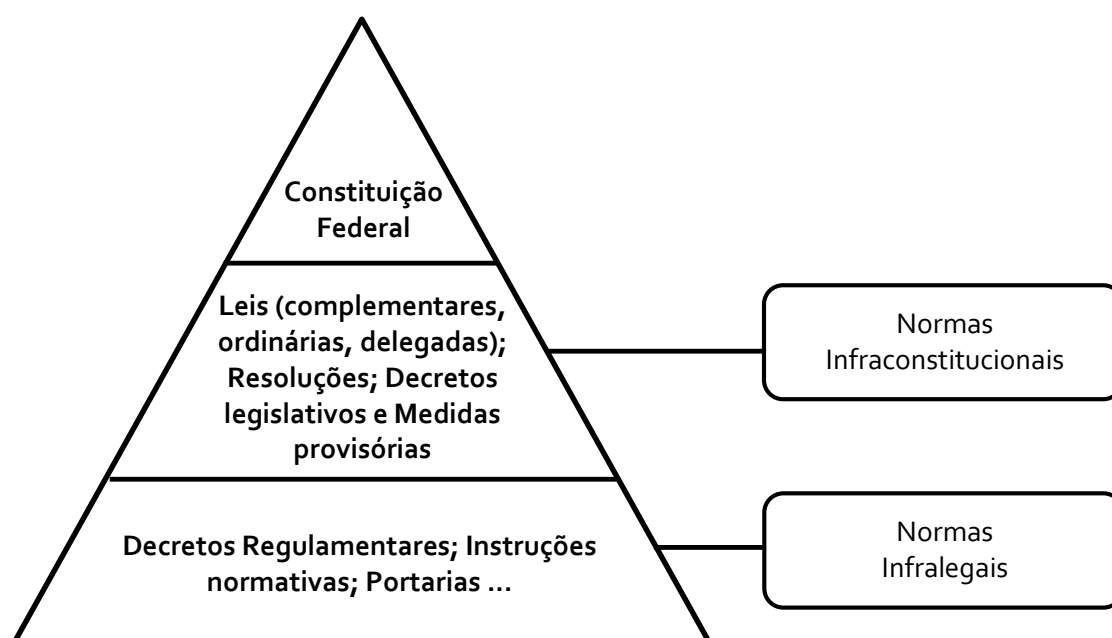 Constituição
Federal
Leis (complementares,
ordinárias, delegadas);
Resoluções; Decretos
legislativos e Medidas
provisórias
Normas
Infraconstitucionais
Decretos Regulamentares; Instruções
normativas; Portarias ...
Normas
Infralegais